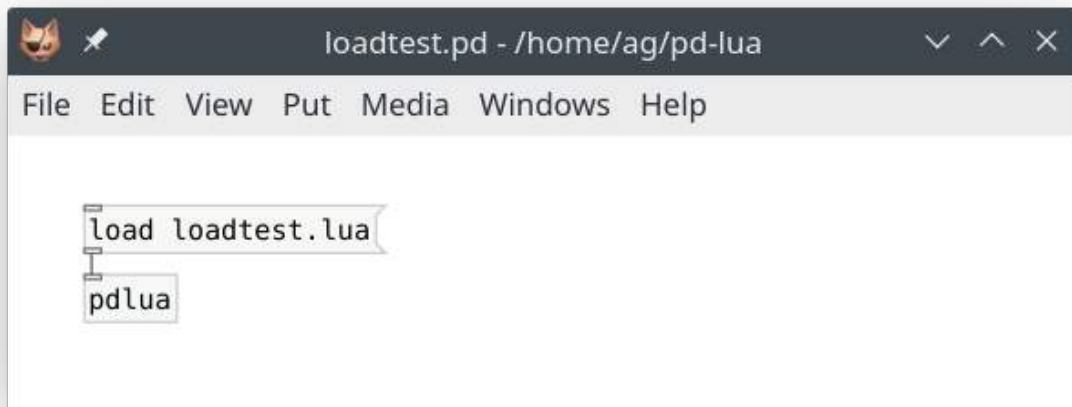 loadtest.pd - /home/ag/pd-lua
File Edit View Put Media Windows Help
load loadtest.lua
pdlua